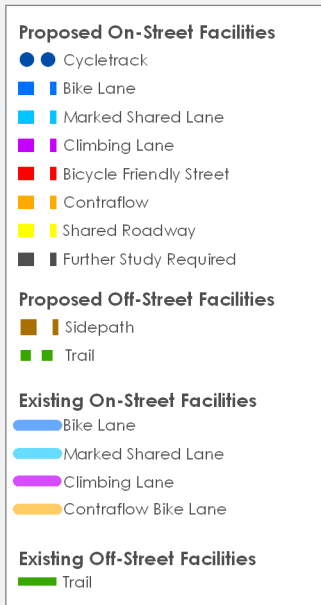 Proposed On-Street Facilities
Cycletrack
Bike Lane
Marked Shared Lane
Climbing Lane
Bicycle Friendly Street
Contraflow
Shared Roadway
Further Study Required
Proposed Off-Street Facilities
Sidepath
Trail
Existing On-Street Facilities
Bike Lane
Marked Shared Lane
Climbing Lane
Contraflow Bike Lane
Existing Off-Street Facilities
Trail